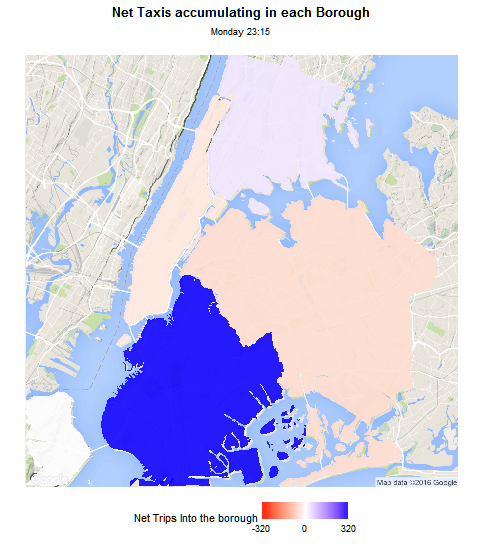 Net Taxis accumulating in each Borough
Monday 23:15
Map data ©2016 Google
Net Trips Into the borough
-320 0 320